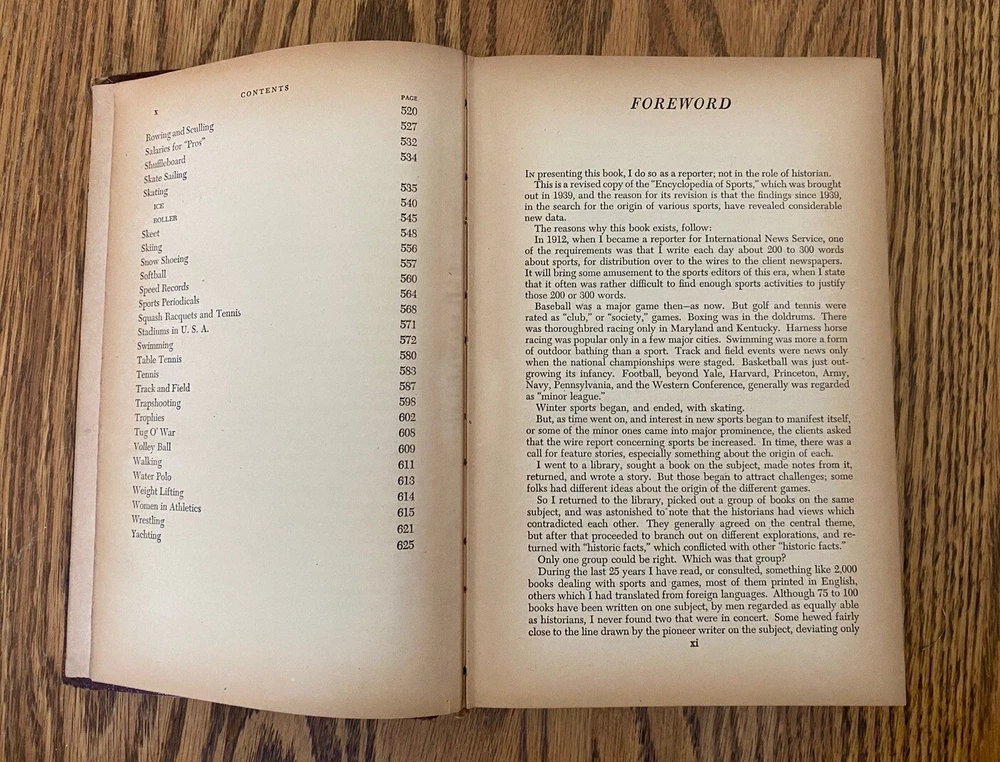 x
CONTENTS
PAGE
Rowing and Sculling 520
Salaries for "Pros" 527
Shuffleboard 532
Skate Sailing 534
Skating
ICE 535
ROLLER 540
Skeet 545
Skiing 548
Snow Shoeing 556
Softball 557
Speed Records 560
Sports Periodicals 564
Squash Racquets and Tennis 568
Stadiums in U. S. A. 571
Swimming 572
Table Tennis 580
Tennis 583
Track and Field 587
Trapshooting 598
Trophies 602
Tug O' War 608
Volley Ball 609
Walking 611
Water Polo 613
Weight Lifting 614
Women in Athletics 615
Wrestling 621
Yachting 625
FOREWORD
IN presenting this book, I do so as a reporter; not in the role of historian.
This is a revised copy of the "Encyclopedia of Sports," which was brought
out in 1939, and the reason for its revision is that the findings since 1939,
in the search for the origin of various sports, have revealed considerable
new data.
The reasons why this book exists, follow:
In 1912, when I became a reporter for International News Service, one
of the requirements was that I write each day about 200 to 300 words
about sports, for distribution over to the wires to the client newspapers.
It will bring some amusement to the sports editors of this era, when I state
that it often was rather difficult to find enough sports activities to justify
those 200 or 300 words.
Baseball was a major game then—as now. But golf and tennis were
rated as "club," or "society," games. Boxing was in the doldrums. There
was thoroughbred racing only in Maryland and Kentucky. Harness horse
racing was popular only in a few major cities. Swimming was more a form
of outdoor bathing than a sport. Track and field events were news only
when the national championships were staged. Basketball was just out-
growing its infancy. Football, beyond Yale, Harvard, Princeton, Army,
Navy, Pennsylvania, and the Western Conference, generally was regarded
as "minor league."
Winter sports began, and ended, with skating.
But, as time went on, and interest in new sports began to manifest itself,
or some of the minor ones came into major prominence, the clients asked
that the wire report concerning sports be increased. In time, there was a
call for feature stories, especially something about the origin of each.
I went to a library, sought a book on the subject, made notes from it,
returned, and wrote a story. But those began to attract challenges; some
folks had different ideas about the origin of the different games.
So I returned to the library, picked out a group of books on the same
subject, and was astonished to note that the historians had views which
contradicted each other. They generally agreed on the central theme,
but after that proceeded to branch out on different explorations, and re-
turned with "historic facts," which conflicted with other "historic facts."
Only one group could be right. Which was that group?
During the last 25 years I have read, or consulted, something like 2,000
books dealing with sports and games, most of them printed in English,
others which I had translated from foreign languages. Although 75 to 100
books have been written on one subject, by men regarded as equally able
as historians, I never found two that were in concert. Some hewed fairly
close to the line drawn by the pioneer writer on the subject, deviating only
xi